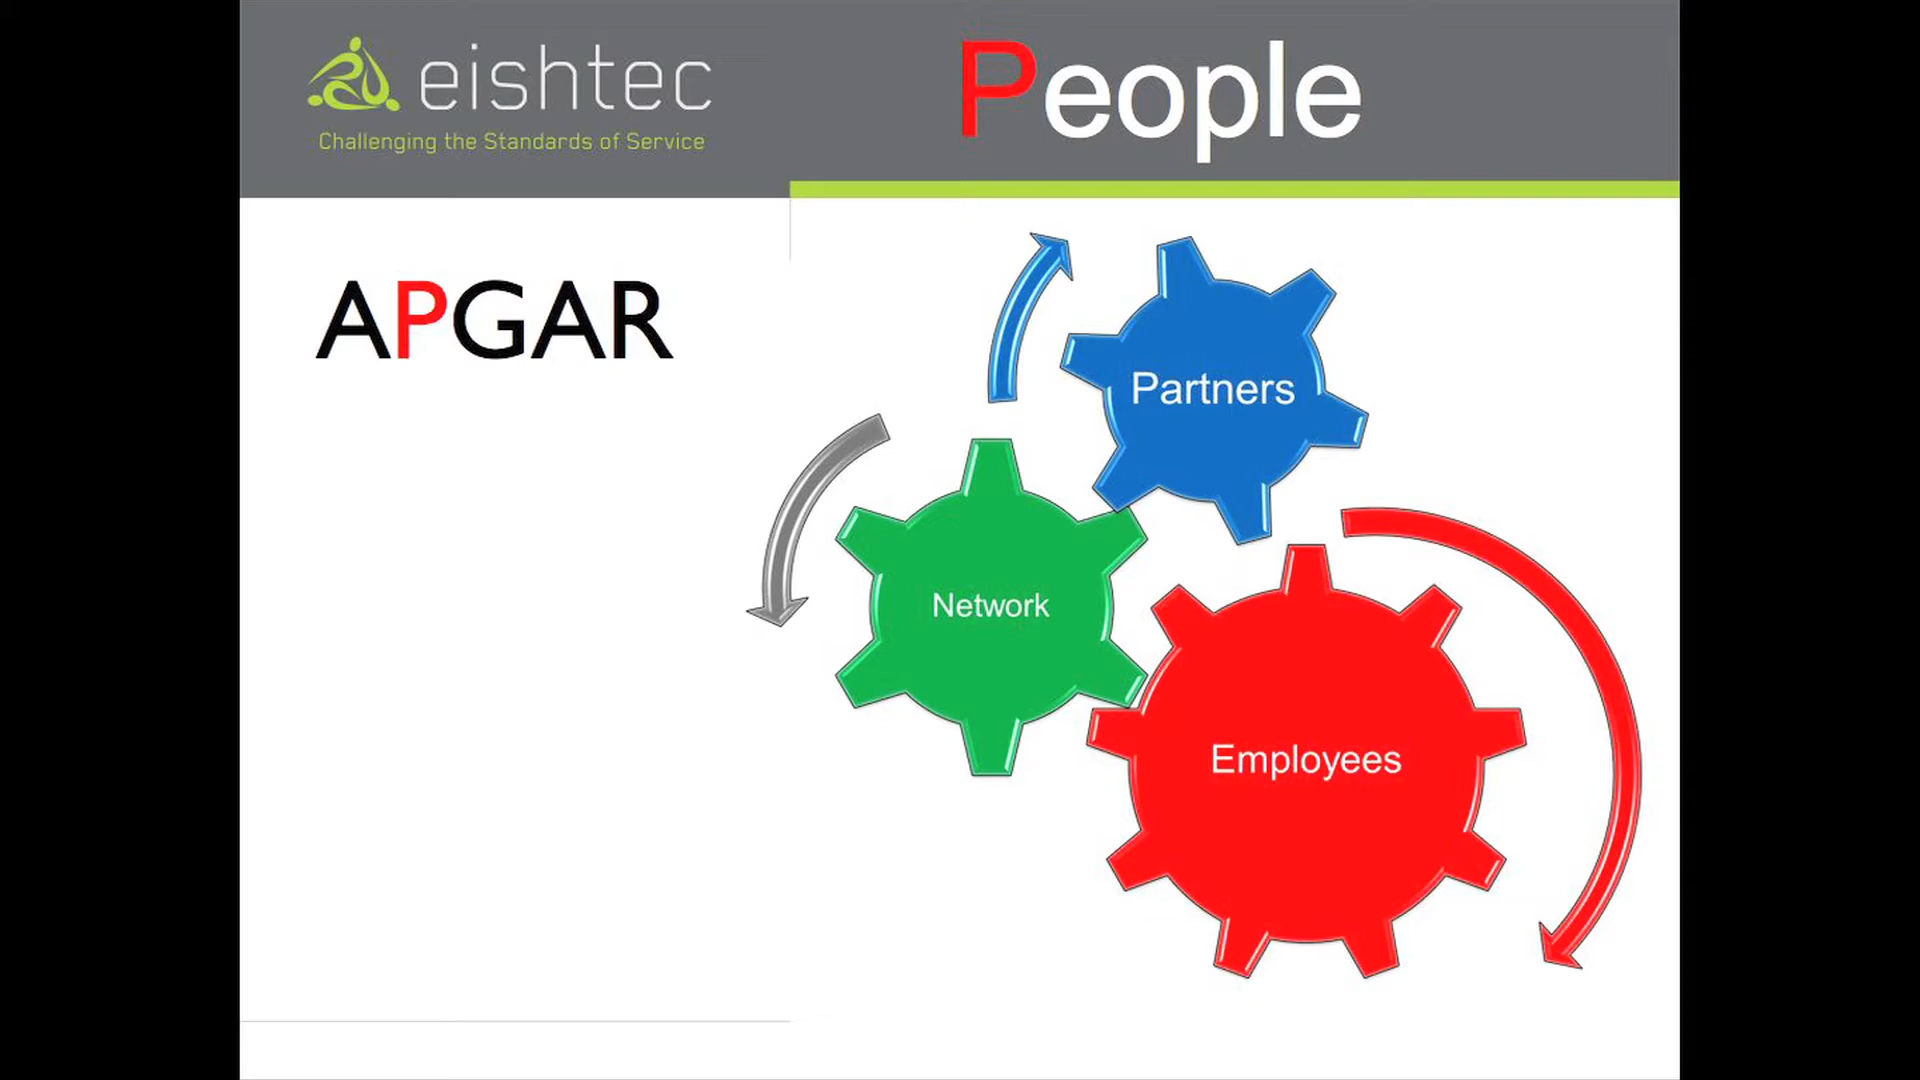 eishtec
Challenging the Standards of Service
People
APGAR
Partners
Network
Employees